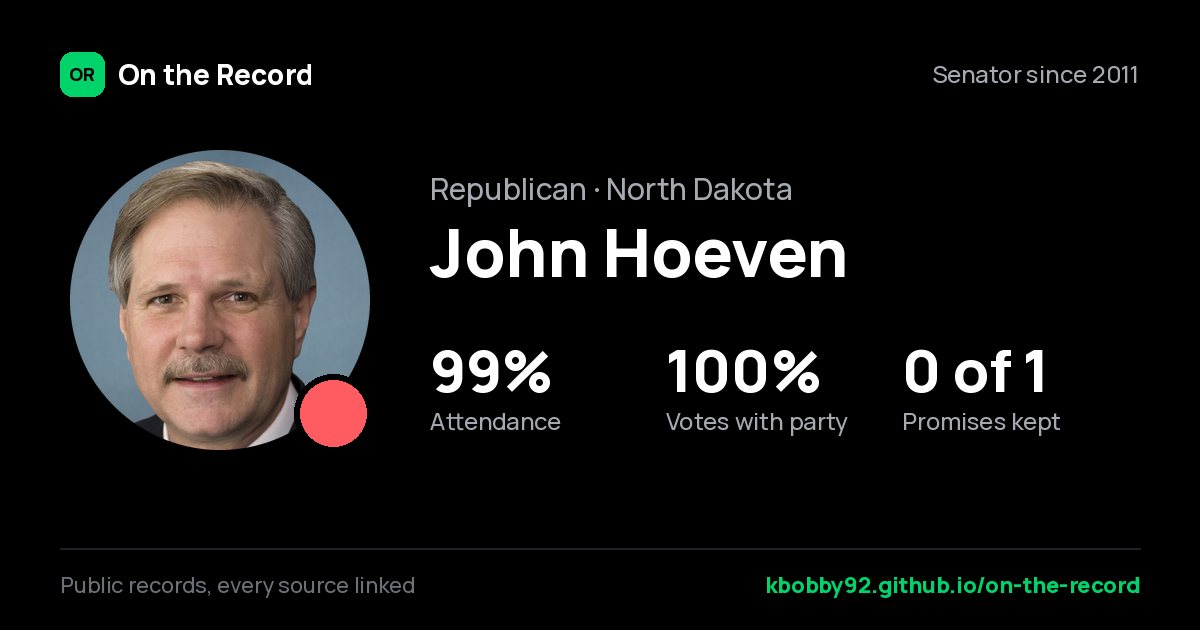 OR On the Record
Senator since 2011
Republican · North Dakota
John Hoeven
99% 100% 0 of 1
Attendance Votes with party Promises kept
Public records, every source linked
kbobby92.github.io/on-the-record